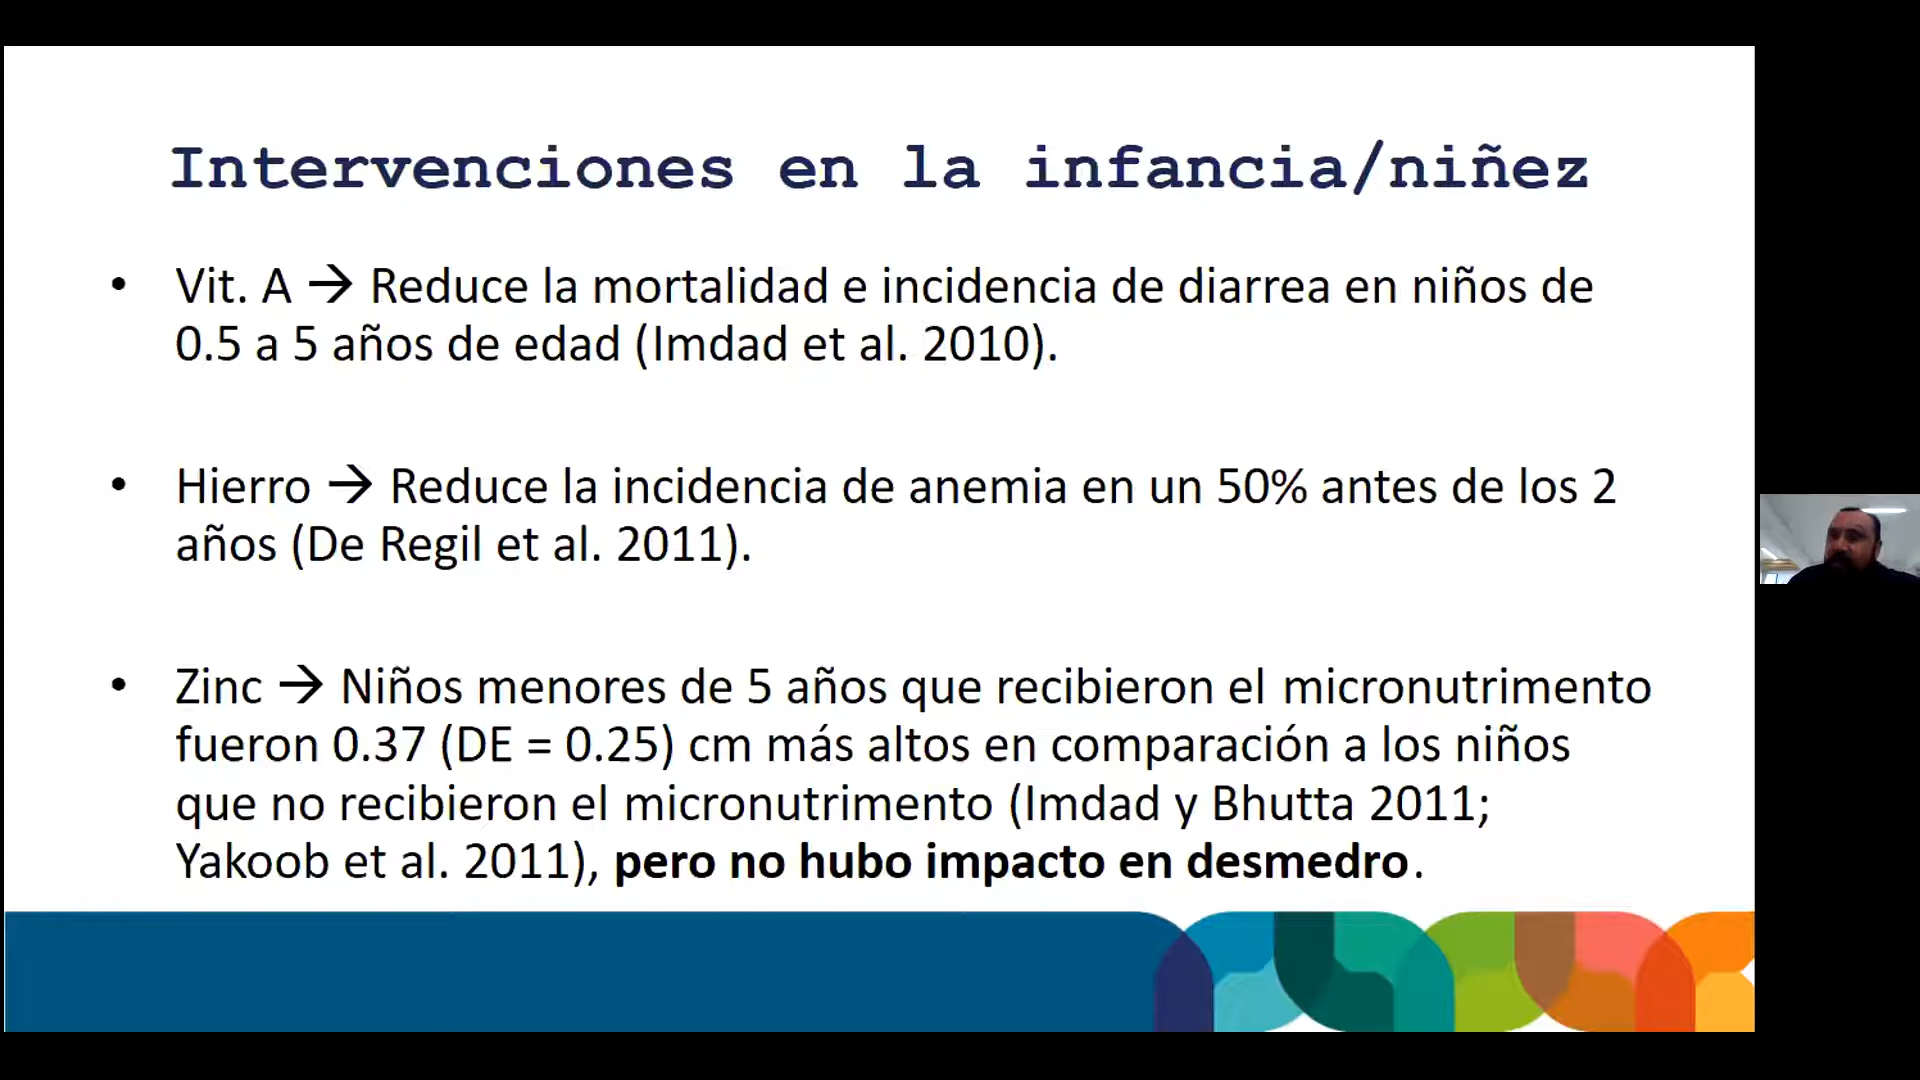 Intervenciones en la infancia/niñez
• Vit. A → Reduce la mortalidad e incidencia de diarrea en niños de
0.5 a 5 años de edad (Imdad et al. 2010).
• Hierro → Reduce la incidencia de anemia en un 50% antes de los 2
años (De Regil et al. 2011).
• Zinc → Niños menores de 5 años que recibieron el micronutrimento
fueron 0.37 (DE = 0.25) cm más altos en comparación a los niños
que no recibieron el micronutrimento (Imdad y Bhutta 2011;
Yakoob et al. 2011), pero no hubo impacto en desmedro.